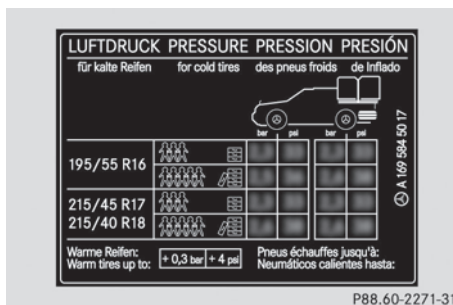 LUFTDRUCK PRESSURE PRESSION PRESIÓN
für kalte Reifen for cold tires des pneus froids de Inflado
bar psi bar psi
195/55 R16
215/45 R17
215/40 R18
A 169 584 50 17
Warme Reifen: Pneus échauffes jusqu'à:
Warm tires up to: + 0,3 bar + 4 psi Neumáticos calientes hasta:
P88.60-2271-31